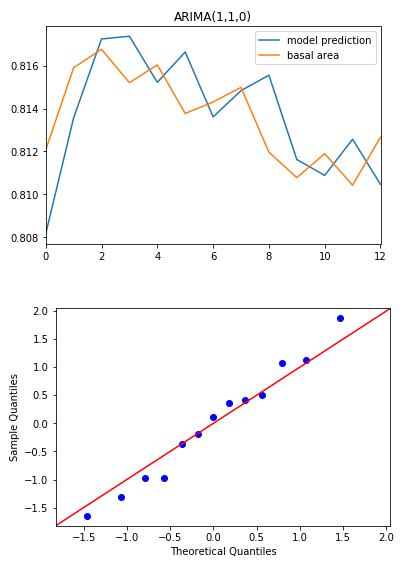 ARIMA(1,1,0)
model prediction
basal area
0.816
0.814
0.812
0.810
0.808
0 2 4 6 8 10 12
2.0
1.5
1.0
0.5
0.0
−0.5
−1.0
−1.5
Sample Quantiles
−1.5 −1.0 −0.5 0.0 0.5 1.0 1.5 2.0
Theoretical Quantiles